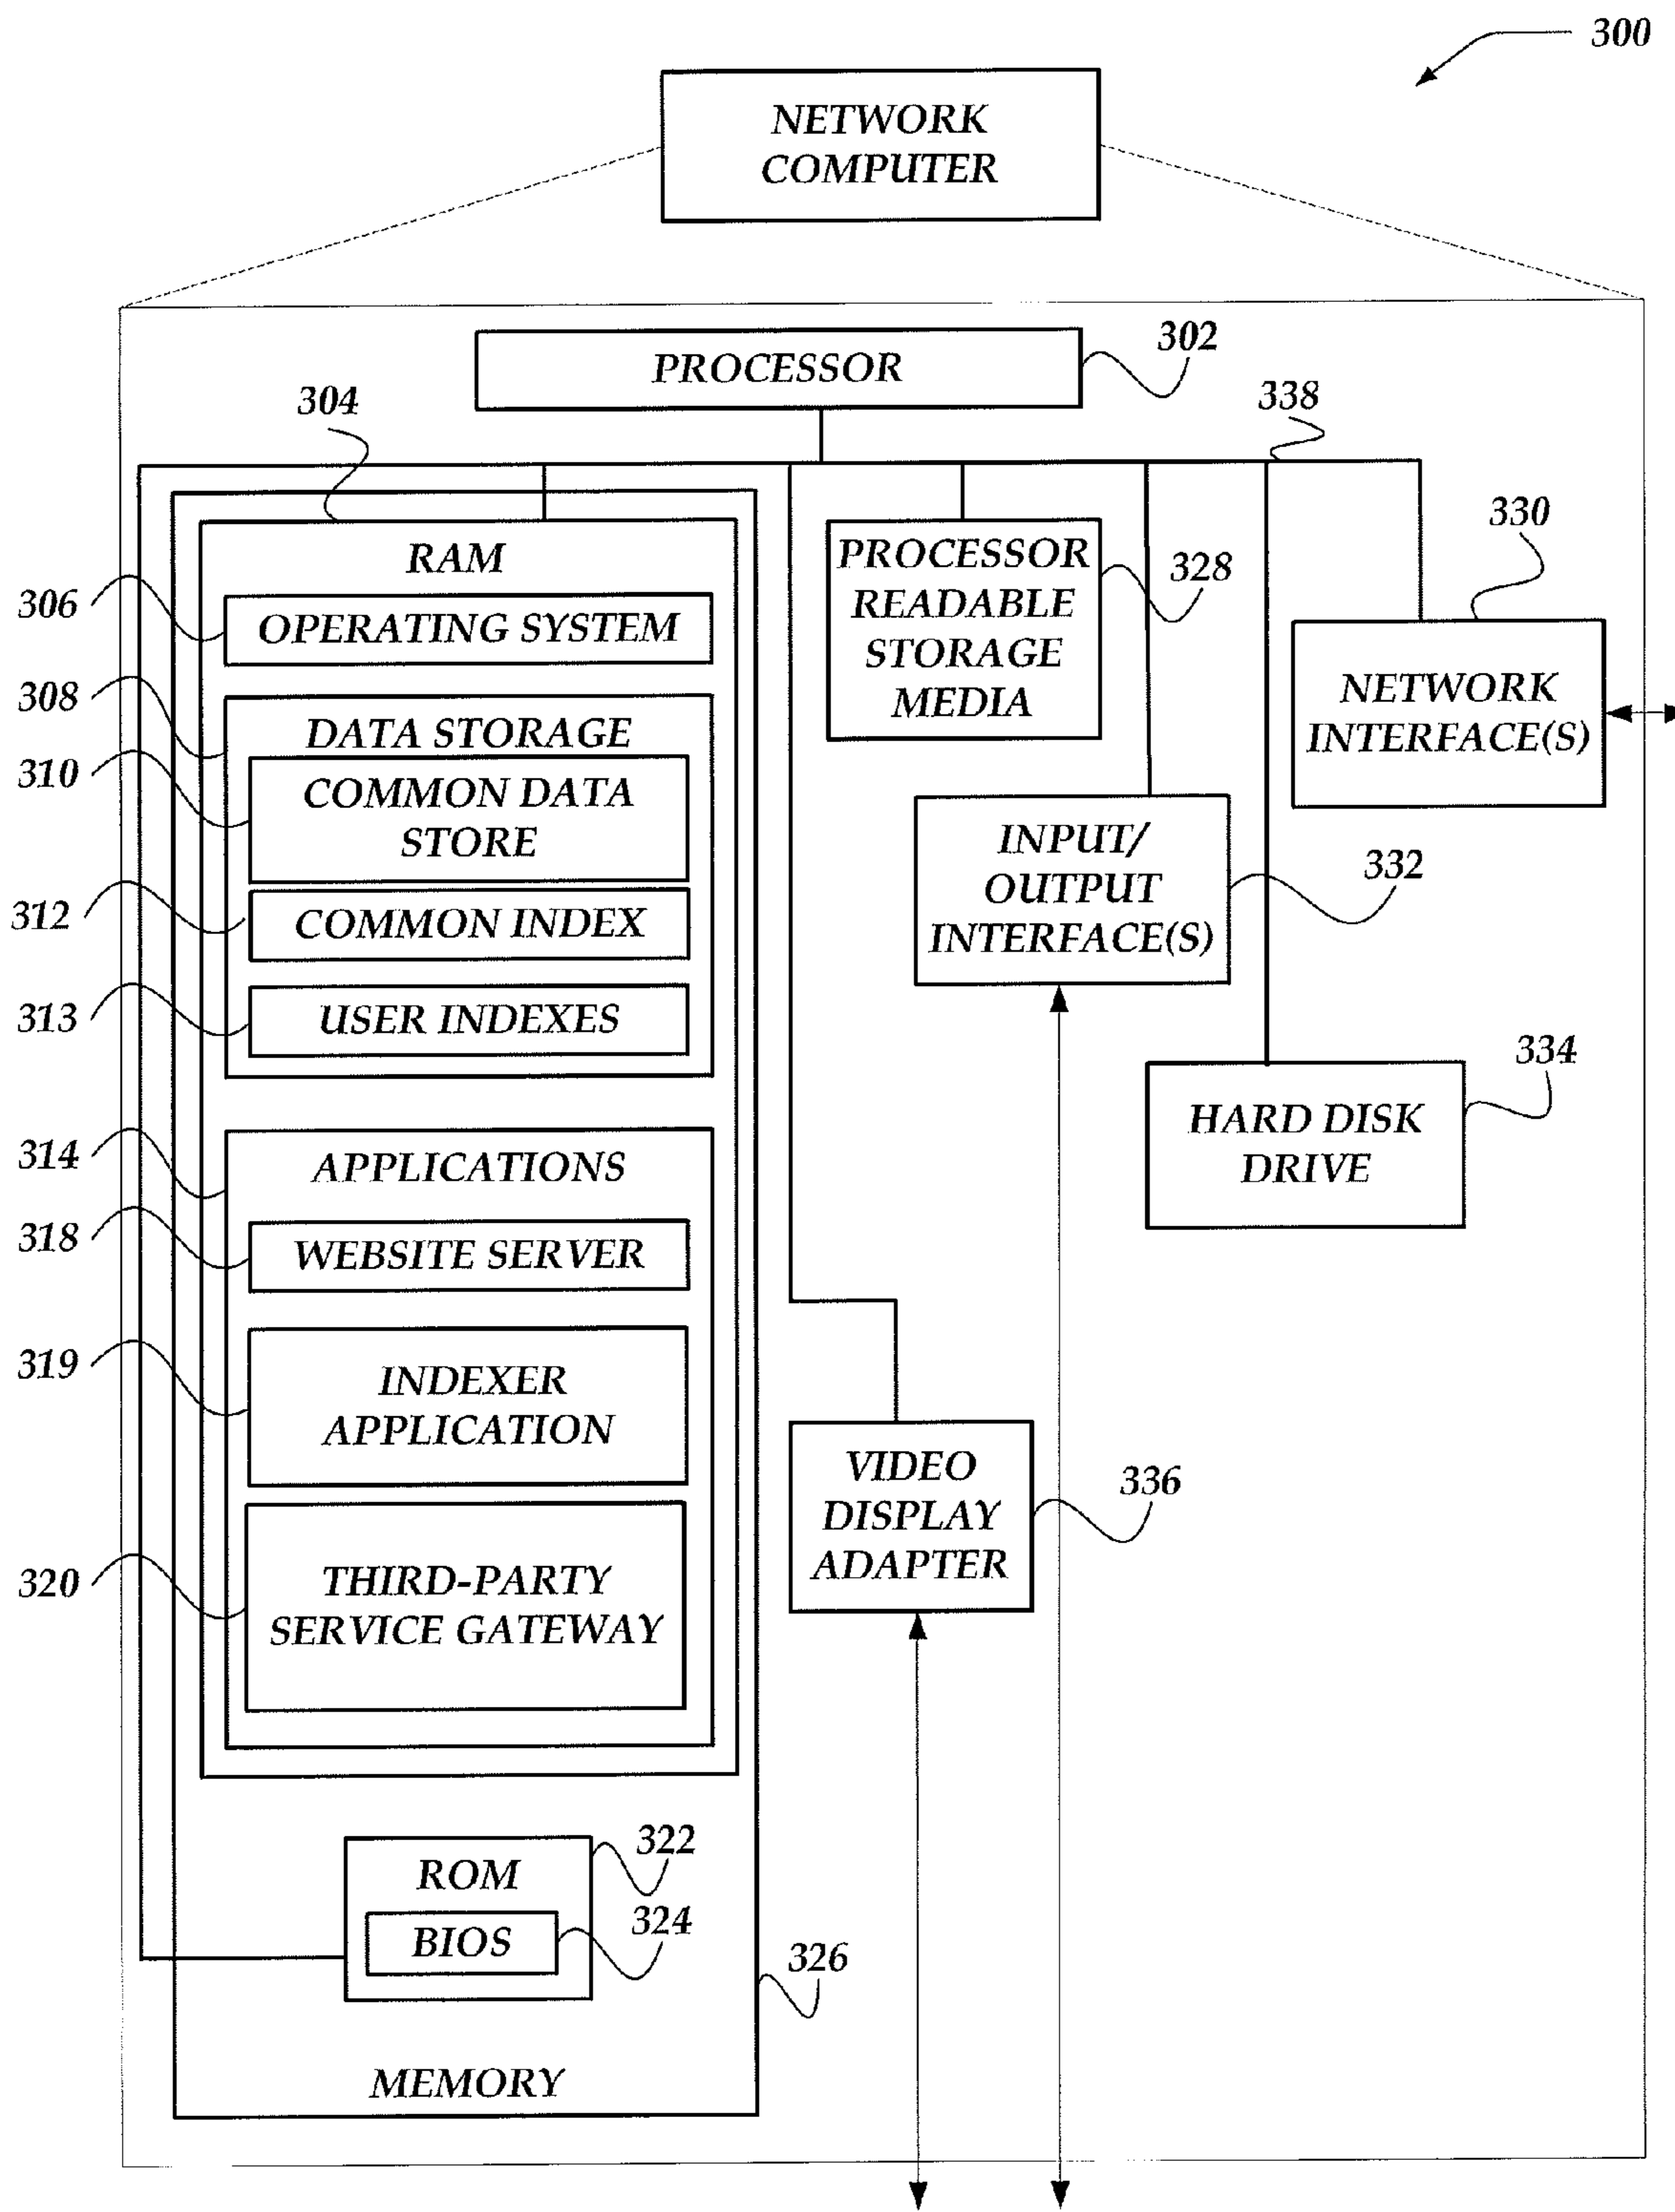 300
NETWORK
COMPUTER
PROCESSOR
302
304
338
RAM
306
OPERATING SYSTEM
308
DATA STORAGE
310
COMMON DATA
STORE
312
COMMON INDEX
313
USER INDEXES
314
APPLICATIONS
318
WEBSITE SERVER
319
INDEXER
APPLICATION
320
THIRD-PARTY
SERVICE GATEWAY
ROM
322
BIOS
324
326
MEMORY
PROCESSOR
READABLE
STORAGE
MEDIA
328
330
NETWORK
INTERFACE(S)
INPUT/
OUTPUT
INTERFACE(S)
332
334
HARD DISK
DRIVE
VIDEO
DISPLAY
ADAPTER
336